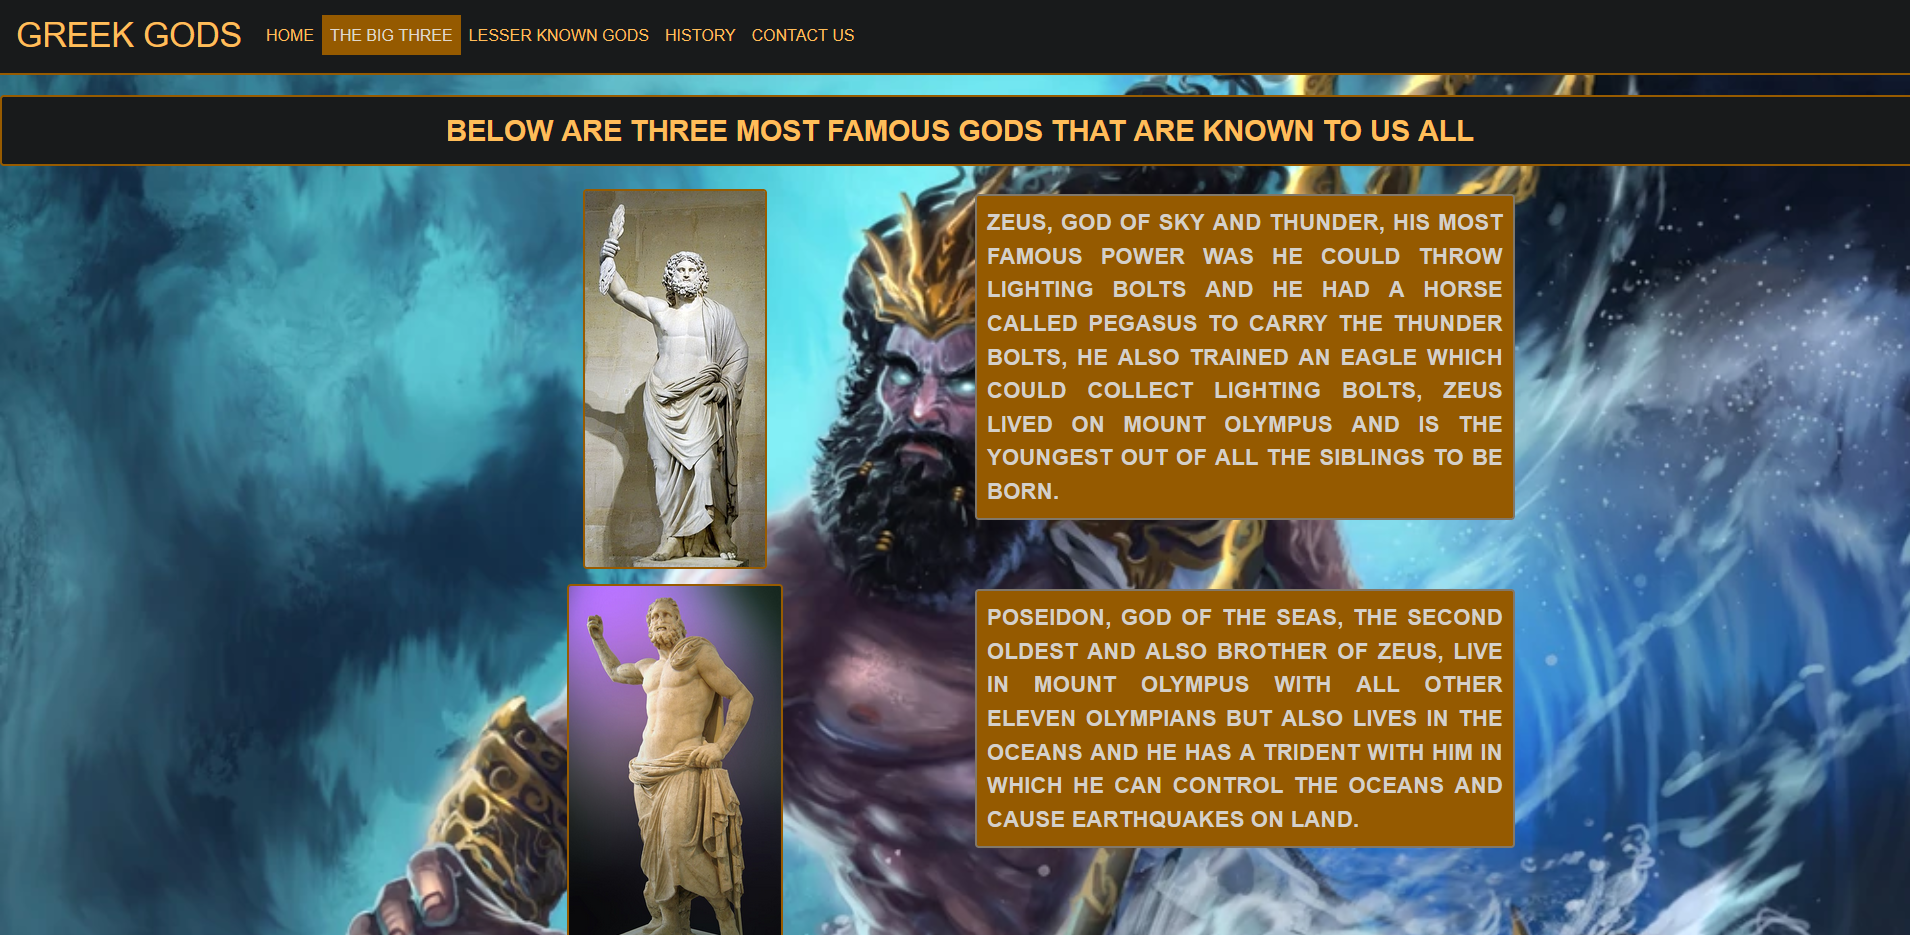 GREEK GODS HOME THE BIG THREE LESSER KNOWN GODS HISTORY CONTACT US
BELOW ARE THREE MOST FAMOUS GODS THAT ARE KNOWN TO US ALL
ZEUS, GOD OF SKY AND THUNDER, HIS MOST
FAMOUS POWER WAS HE COULD THROW
LIGHTING BOLTS AND HE HAD A HORSE
CALLED PEGASUS TO CARRY THE THUNDER
BOLTS, HE ALSO TRAINED AN EAGLE WHICH
COULD COLLECT LIGHTING BOLTS, ZEUS
LIVED ON MOUNT OLYMPUS AND IS THE
YOUNGEST OUT OF ALL THE SIBLINGS TO BE
BORN.
POSEIDON, GOD OF THE SEAS, THE SECOND
OLDEST AND ALSO BROTHER OF ZEUS, LIVE
IN MOUNT OLYMPUS WITH ALL OTHER
ELEVEN OLYMPIANS BUT ALSO LIVES IN THE
OCEANS AND HE HAS A TRIDENT WITH HIM IN
WHICH HE CAN CONTROL THE OCEANS AND
CAUSE EARTHQUAKES ON LAND.